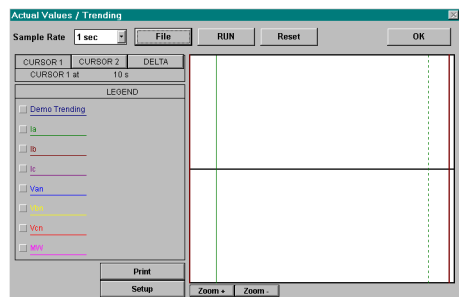 Actual Values / Trending
Sample Rate 1 sec File RUN Reset OK
CURSOR 1 CURSOR 2 DELTA
CURSOR 1 at 10 s
LEGEND
Demo Trending
Ia
Ib
Ic
Van
Vbn
Vcn
MW
Print
Setup Zoom + Zoom -